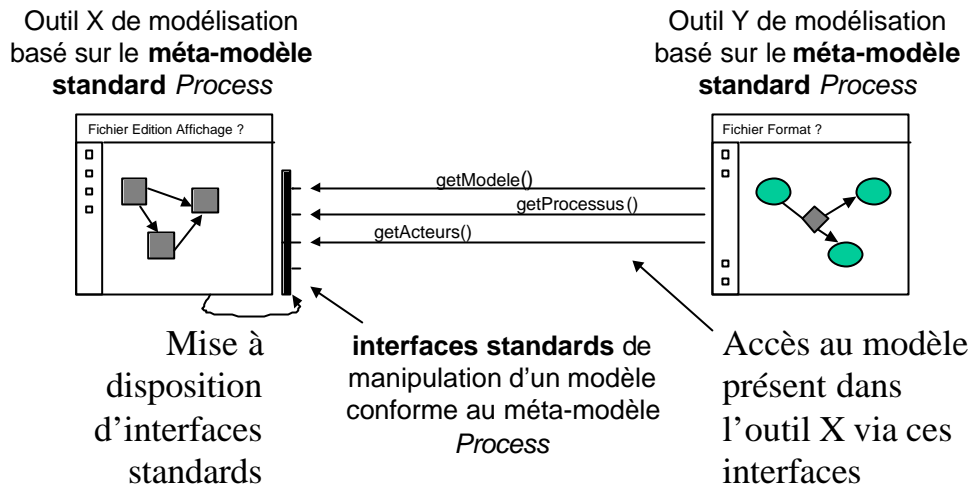 Outil X de modélisation
basé sur le méta-modèle
standard Process
Outil Y de modélisation
basé sur le méta-modèle
standard Process
Fichier Edition Affichage ?
Fichier Format ?
getModele()
getProcessus()
getActeurs()
Mise à
disposition
d’interfaces
standards
interfaces standards de
manipulation d’un modèle
conforme au méta-modèle
Process
Accès au modèle
présent dans
l’outil X via ces
interfaces